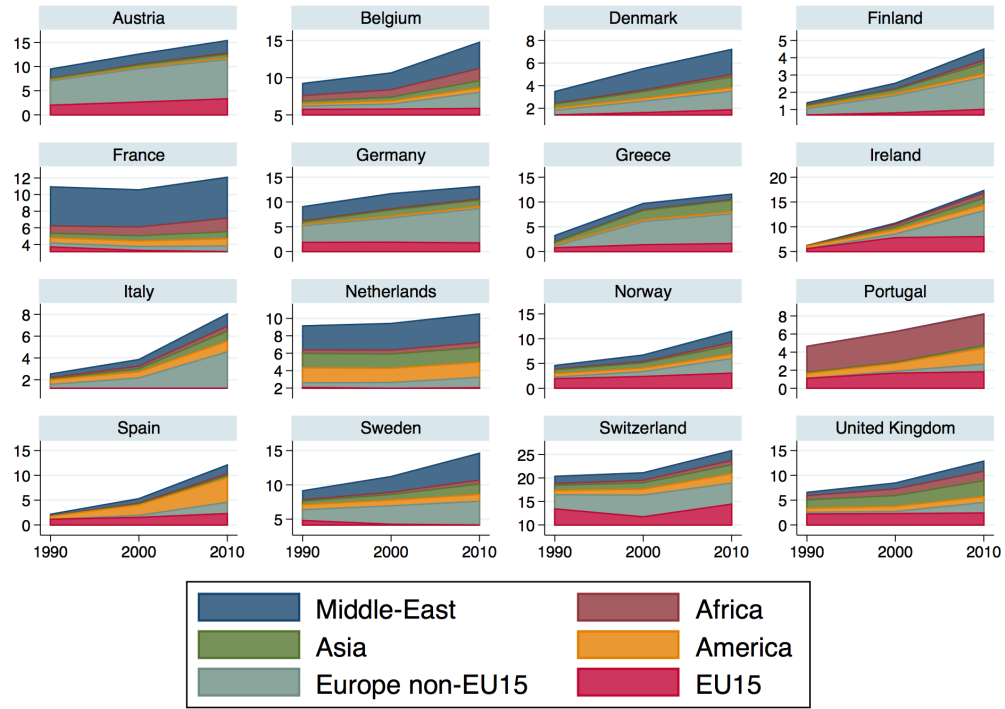 Austria Belgium Denmark Finland
15 10 5 0
15 10 5
8 6 4 2
5 4 3 2 1
France Germany Greece Ireland
12 10 8 6 4
15 10 5 0
15 10 5 0
20 15 10 5
Italy Netherlands Norway Portugal
8 6 4 2
10 8 6 4 2
15 10 5 0
8 6 4 2 0
Spain Sweden Switzerland United Kingdom
15 10 5 0
15 10 5
25 20 15 10
15 10 5 0
1990 2000 2010 1990 2000 2010 1990 2000 2010 1990 2000 2010
Middle-East Africa
Asia America
Europe non-EU15 EU15